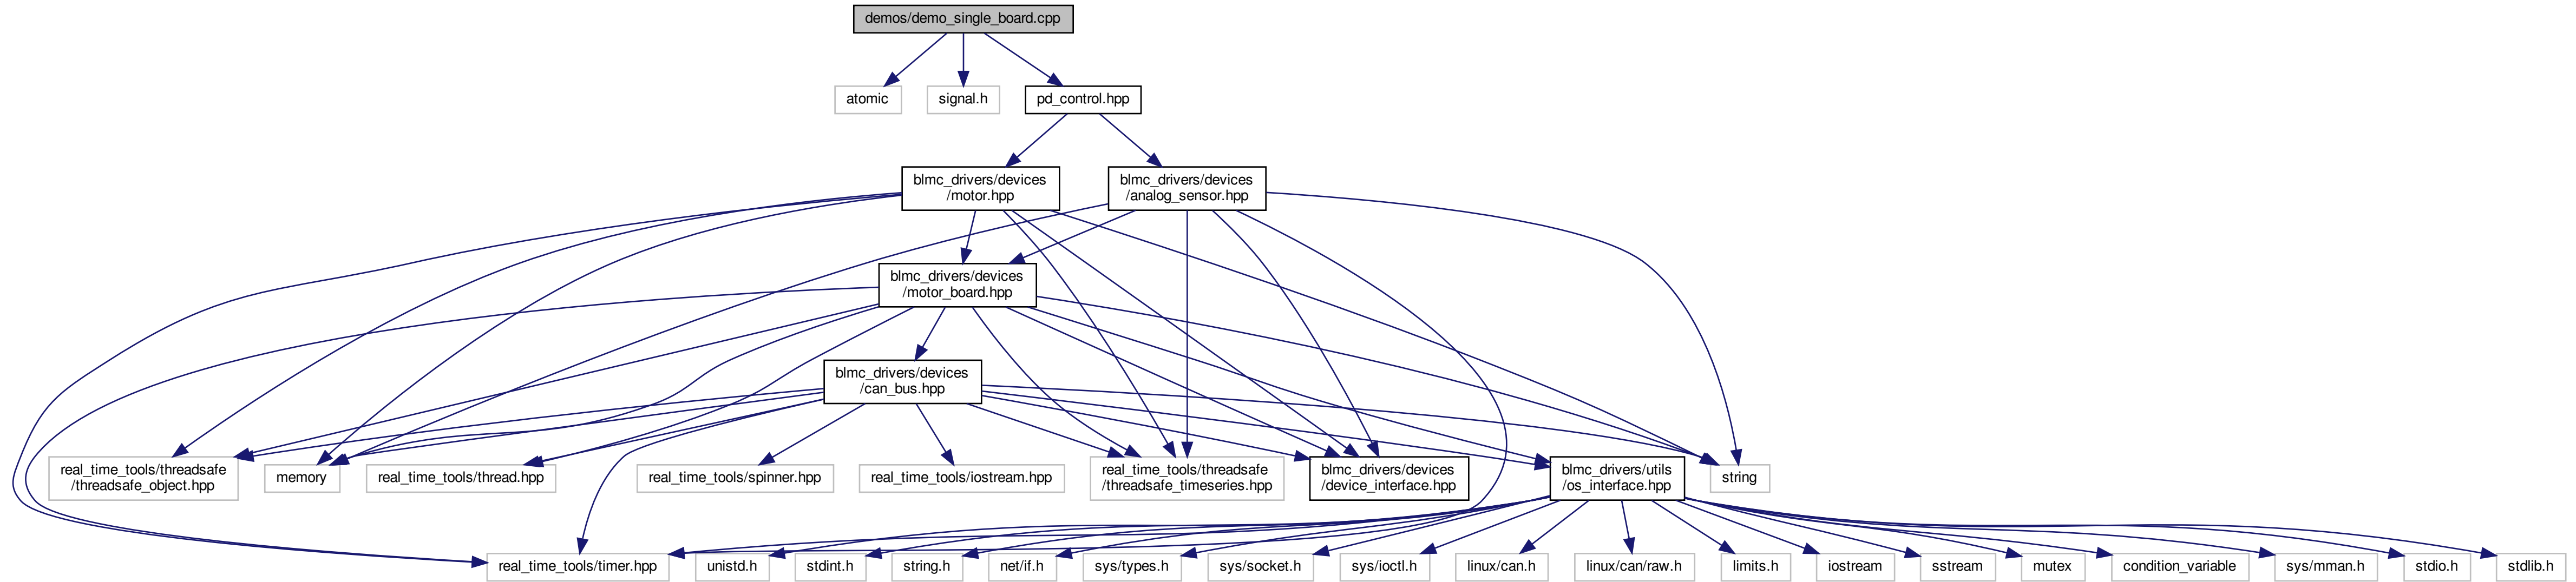 demos/demo_single_board.cpp
atomic
signal.h
pd_control.hpp
blmc_drivers/devices
/motor.hpp
blmc_drivers/devices
/analog_sensor.hpp
blmc_drivers/devices
/motor_board.hpp
blmc_drivers/devices
/can_bus.hpp
real_time_tools/threadsafe
/threadsafe_object.hpp
memory
real_time_tools/thread.hpp
real_time_tools/spinner.hpp
real_time_tools/iostream.hpp
real_time_tools/threadsafe
/threadsafe_timeseries.hpp
blmc_drivers/devices
/device_interface.hpp
blmc_drivers/utils
/os_interface.hpp
string
real_time_tools/timer.hpp
unistd.h
stdint.h
string.h
net/if.h
sys/types.h
sys/socket.h
sys/ioctl.h
linux/can.h
linux/can/raw.h
limits.h
iostream
sstream
mutex
condition_variable
sys/mman.h
stdio.h
stdlib.h